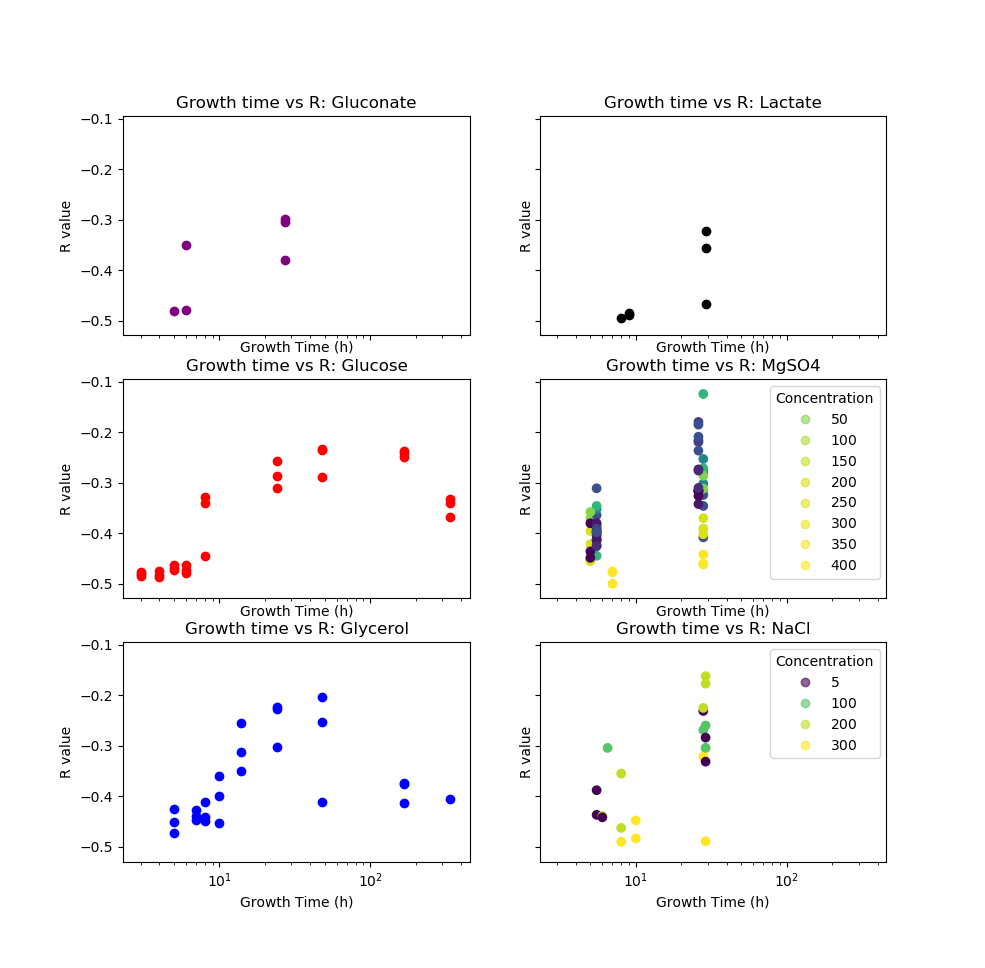 Growth time vs R: Gluconate
−0.1
−0.2
−0.3
−0.4
−0.5
R value
Growth Time (h)
Growth time vs R: Lactate
R value
Growth Time (h)
Growth time vs R: Glucose
−0.1
−0.2
−0.3
−0.4
−0.5
R value
Growth Time (h)
Growth time vs R: MgSO4
R value
Growth Time (h)
Concentration
50
100
150
200
250
300
350
400
Growth time vs R: Glycerol
−0.1
−0.2
−0.3
−0.4
−0.5
R value
10¹
10²
Growth Time (h)
Growth time vs R: NaCl
R value
Concentration
5
100
200
300
10¹
10²
Growth Time (h)